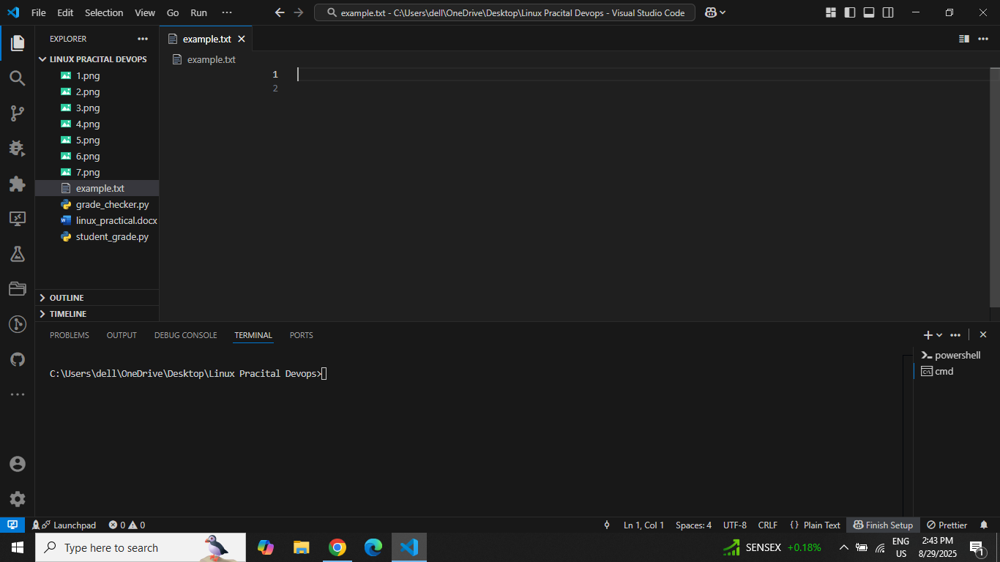 File Edit Selection View Go Run ··· example.txt - C:\Users\dell\OneDrive\Desktop\Linux Pracital Devops - Visual Studio Code
EXPLORER
LINUX PRACITAL DEVOPS
1.png
2.png
3.png
4.png
5.png
6.png
7.png
example.txt
grade_checker.py
linux_practical.docx
student_grade.py
OUTLINE
TIMELINE
example.txt
example.txt
1
2
PROBLEMS OUTPUT DEBUG CONSOLE TERMINAL PORTS
C:\Users\dell\OneDrive\Desktop\Linux Pracital Devops>
powershell
cmd
Launchpad 0 0 Ln 1, Col 1 Spaces: 4 UTF-8 CRLF {} Plain Text Finish Setup Prettier
Type here to search SENSEX +0.18% ENG US 2:43 PM 8/29/2025 1